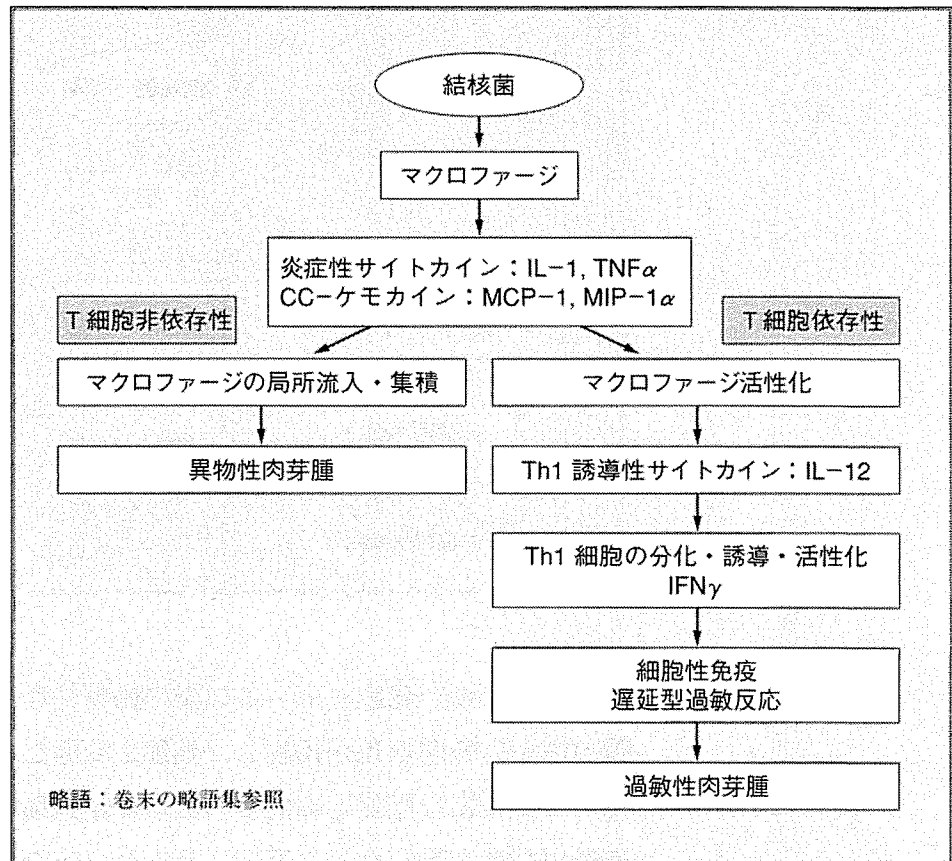 結核菌
マクロファージ
炎症性サイトカイン：IL-1, TNFα
CC-ケモカイン：MCP-1, MIP-1α
T 細胞非依存性
T 細胞依存性
マクロファージの局所流入・集積
マクロファージ活性化
異物性肉芽腫
Th1 誘導性サイトカイン：IL-12
Th1 細胞の分化・誘導・活性化
IFNγ
細胞性免疫
遅延型過敏反応
過敏性肉芽腫
略語：巻末の略語集参照